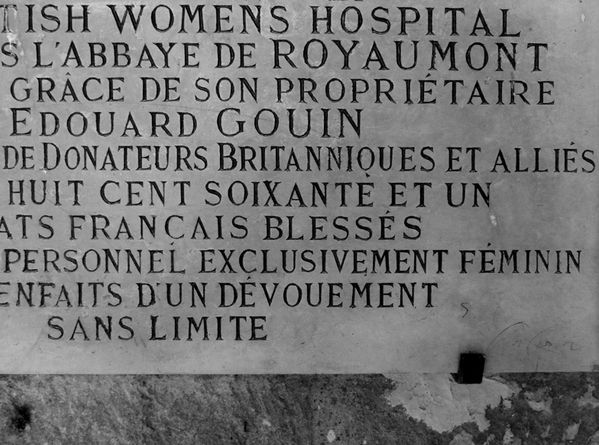 TISH WOMENS HOSPITAL
S L'ABBAYE DE ROYAUMONT
GRÂCE DE SON PROPRIÉTAIRE
EDOUARD GOUIN
DE DONATEURS BRITANNIQUES ET ALLIÉS
HUIT CENT SOIXANTE ET UN
ATS FRANCAIS BLESSÉS
PERSONNEL EXCLUSIVEMENT FÉMININ
ENFAITS D'UN DÉVOUEMENT
SANS LIMITE